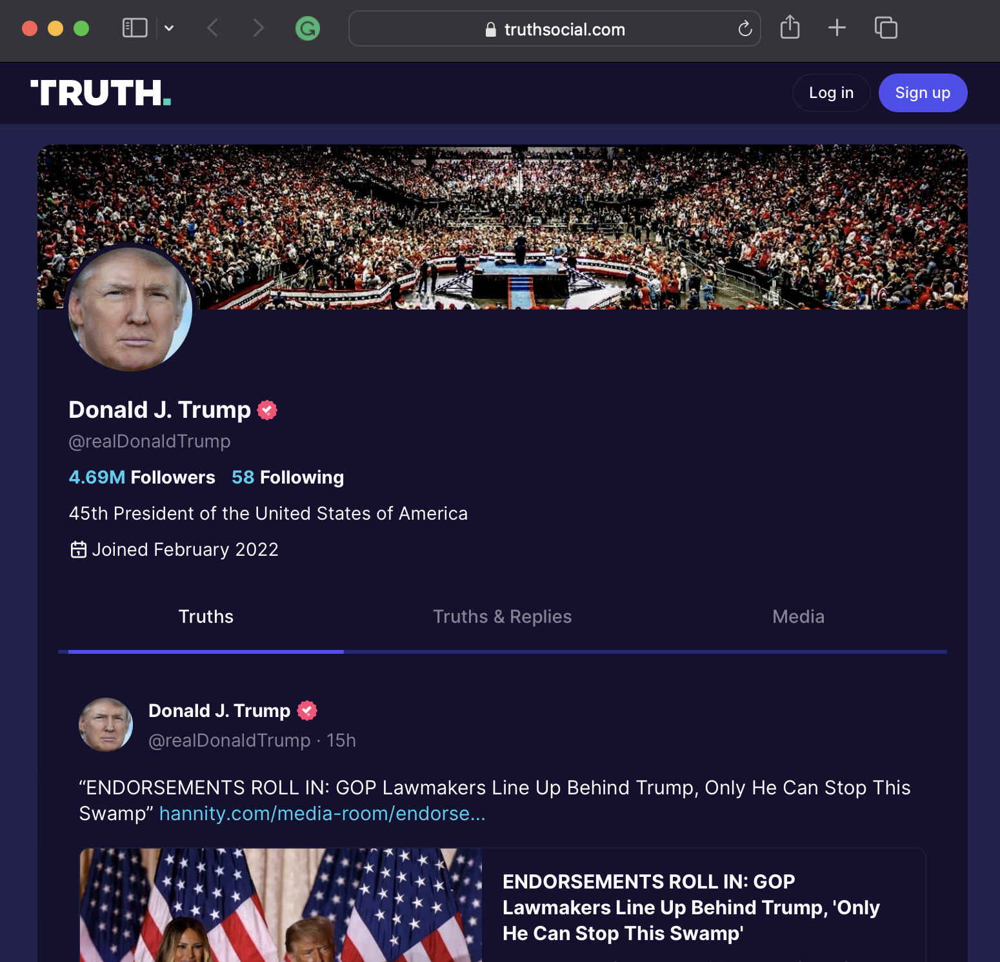 truthsocial.com
TRUTH.
Log in
Sign up
Donald J. Trump
@realDonaldTrump
4.69M Followers 58 Following
45th President of the United States of America
Joined February 2022
Truths
Truths & Replies
Media
Donald J. Trump
@realDonaldTrump · 15h
“ENDORSEMENTS ROLL IN: GOP Lawmakers Line Up Behind Trump, Only He Can Stop This
Swamp” hannity.com/media-room/endorse...
ENDORSEMENTS ROLL IN: GOP
Lawmakers Line Up Behind Trump, 'Only
He Can Stop This Swamp'